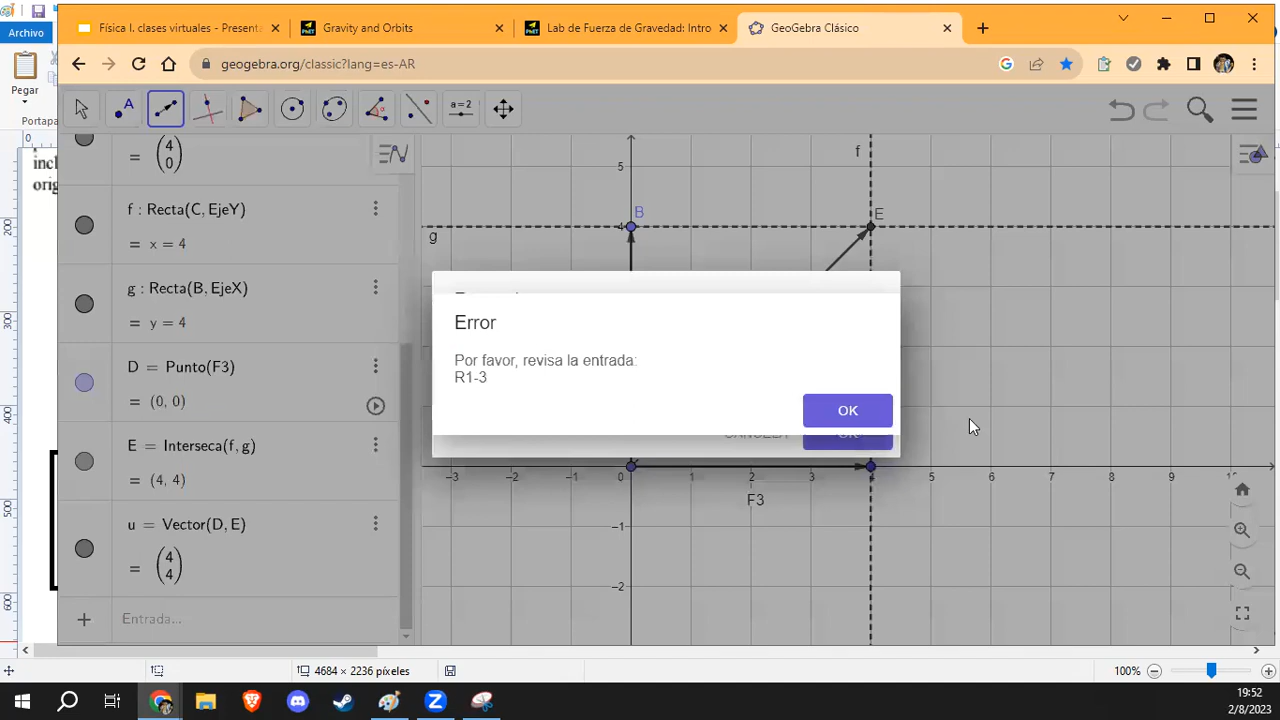 Archivo
Pegar
Portapa
incl
orig
Física I. clases virtuales - Present
Gravity and Orbits
Lab de Fuerza de Gravedad: Intro
GeoGebra Clásico
geogebra.org/classic?lang=es-AR
A
a = 2
= (4 0)
f : Recta(C, EjeY)
= x = 4
g : Recta(B, EjeX)
= y = 4
D = Punto(F3)
= (0, 0)
E = Interseca(f, g)
= (4, 4)
u = Vector(D, E)
= (4 4)
+ Entrada...
f
5
B
4
E
g
Error
Por favor, revisa la entrada:
R1-3
OK
CANCELA OK
-3 -2 -1 0 1 2 3 4 5 6 7 8 9
F3
-1
-2
0
200
300
400
500
600
4684 × 2236 píxeles
100%
19:52
2/8/2023